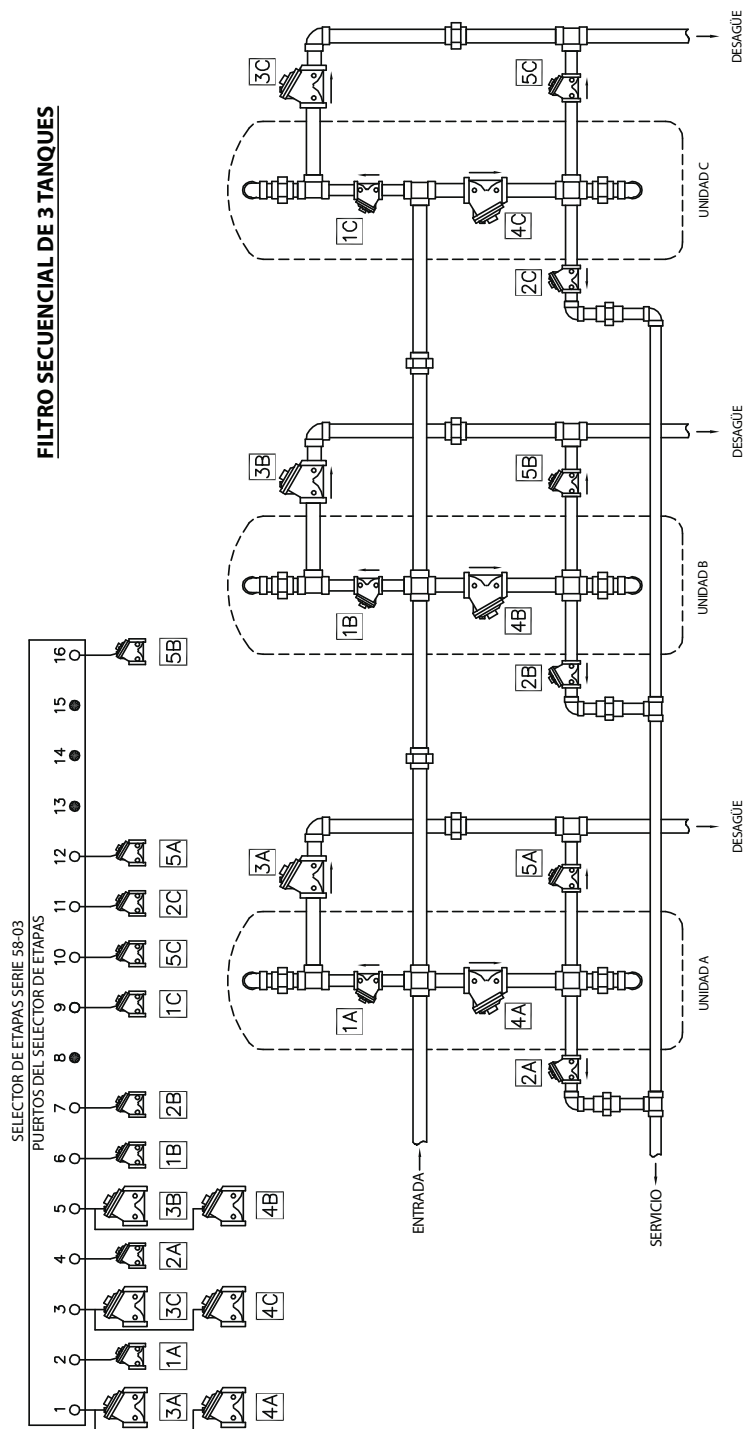 FILTRO SECUENCIAL DE 3 TANQUES
SELECTOR DE ETAPAS SERIE 58-03
PUERTOS DEL SELECTOR DE ETAPAS
1 2 3 4 5 6 7 8 9 10 11 12 13 14 15 16
3A 1A 3C 2A 3B 1B 2B 1C 5C 2C 5A 5B
4A 4C 4B
3A 3B 3C
1A 1B 1C
ENTRADA
4A 4B 4C
2A 5A 2B 5B 2C 5C
SERVICIO
UNIDAD A
UNIDAD B
UNIDAD C
DESAGÜE
DESAGÜE
DESAGÜE